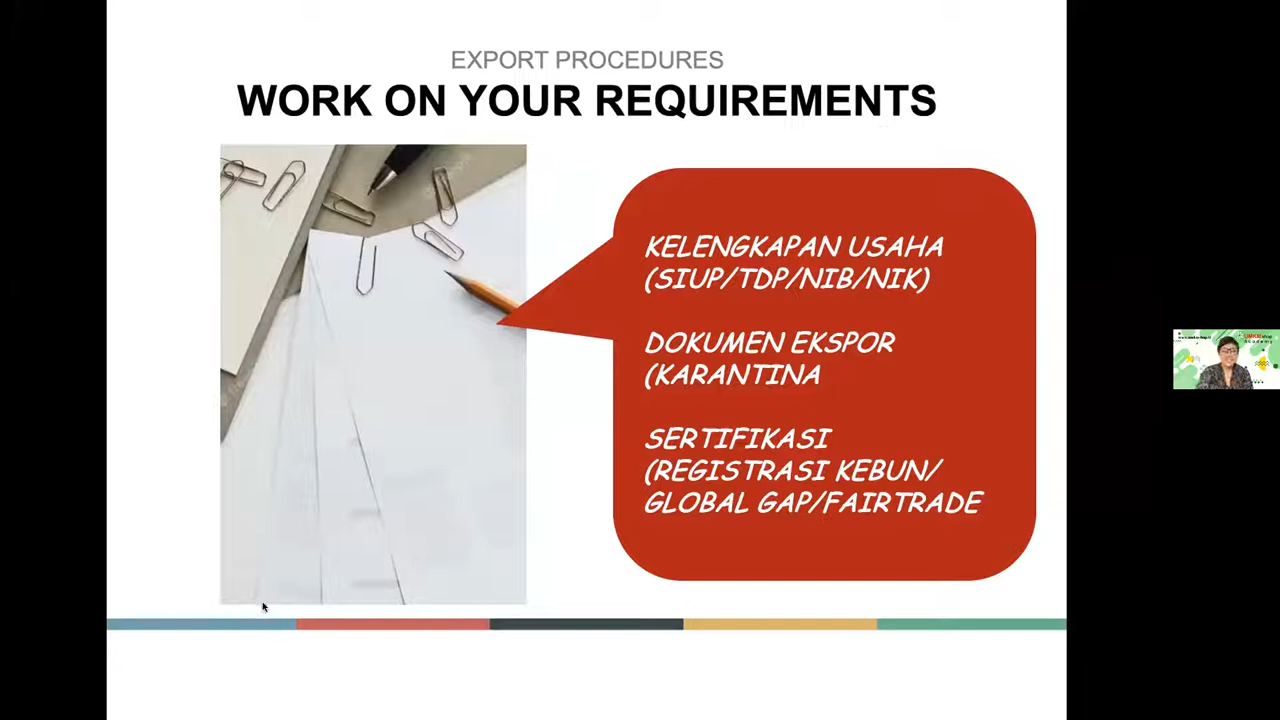 EXPORT PROCEDURES
WORK ON YOUR REQUIREMENTS
KELENGKAPAN USAHA
(SIUP/TDP/NIB/NIK)
DOKUMEN EKSPOR
(KARANTINA
SERTIFIKASI
(REGISTRASI KEBUN/
GLOBAL GAP/FAIRTRADE